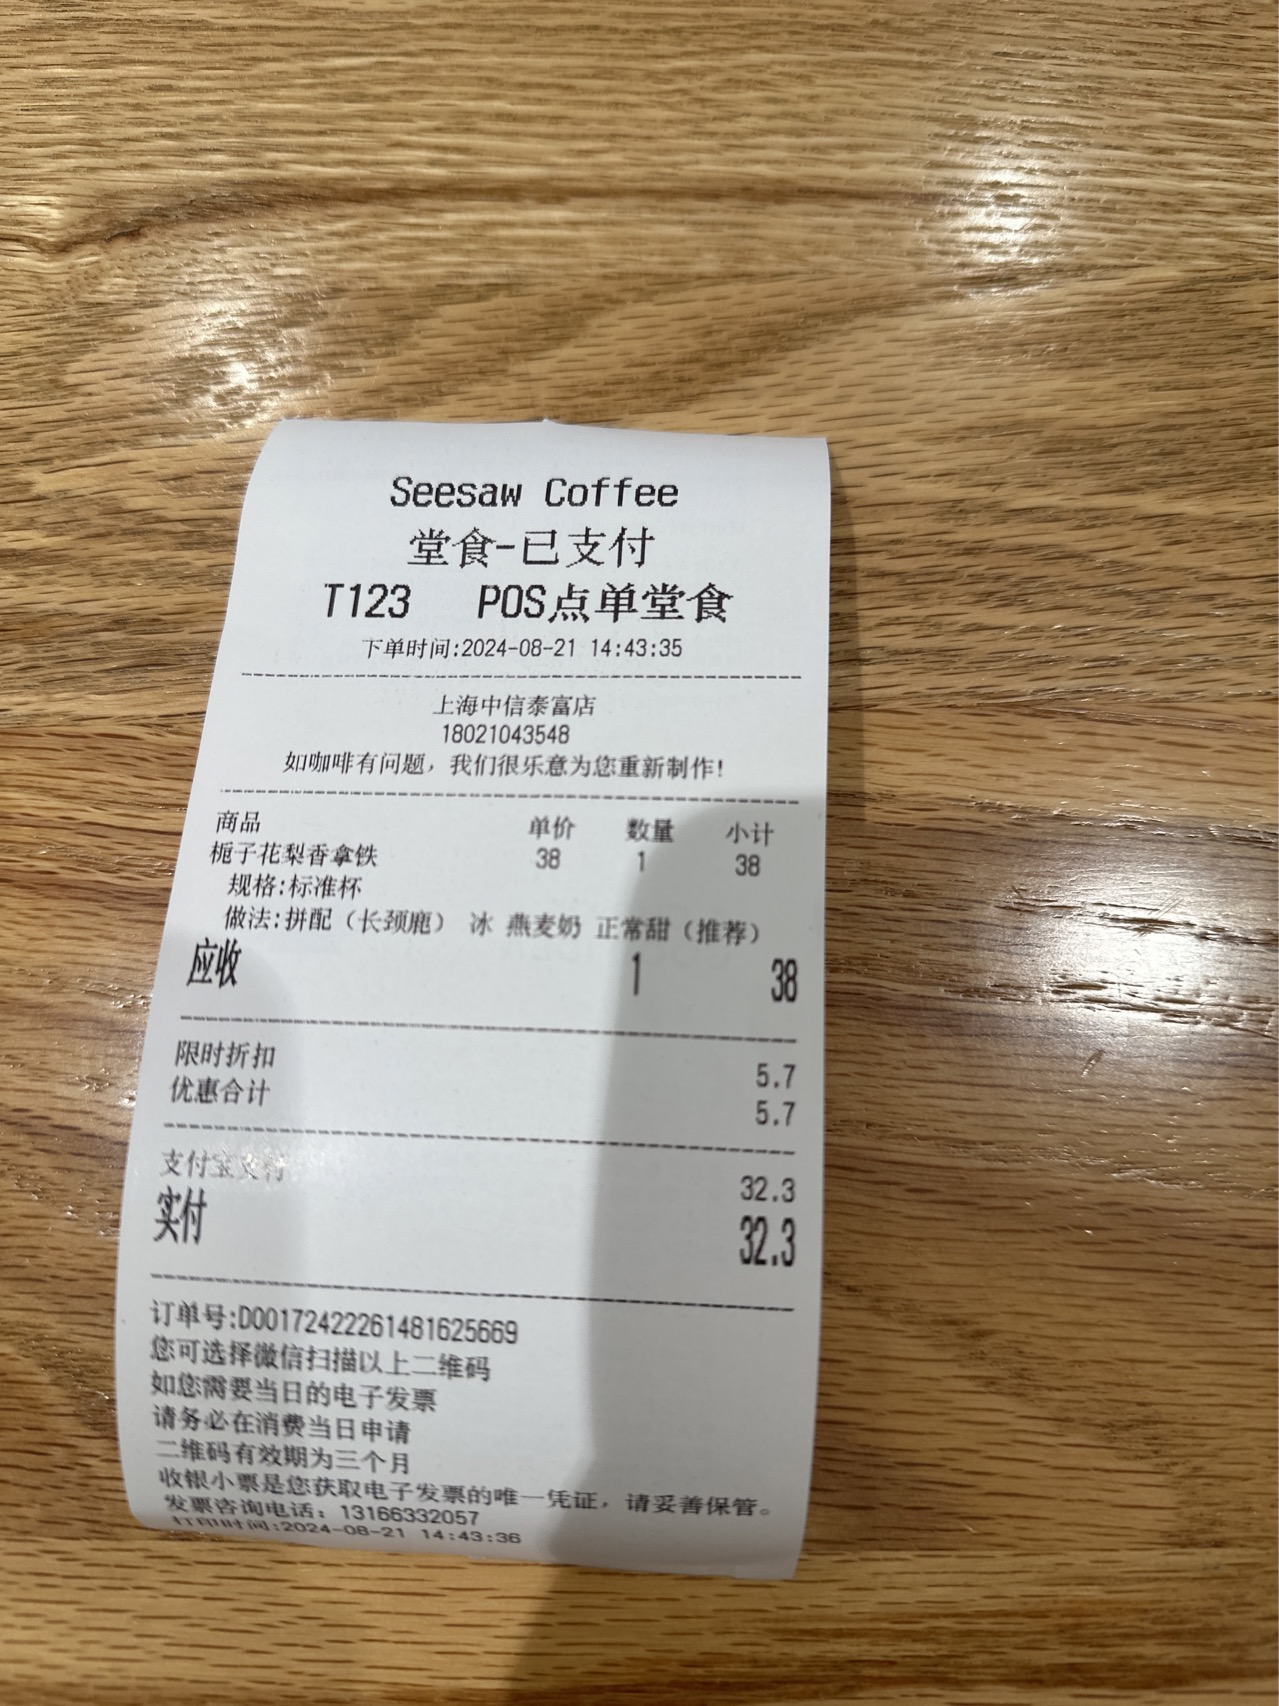 Seesaw Coffee
堂食-已支付
T123 POS点单堂食
下单时间:2024-08-21 14:43:35
上海中信泰富店
18021043548
如咖啡有问题，我们很乐意为您重新制作!
商品 单价 数量 小计
栀子花梨香拿铁 38 1 38
规格:标准杯
做法:拼配（长颈鹿） 冰 燕麦奶 正常甜（推荐）
应收 1 38
限时折扣 5.7
优惠合计 5.7
支付宝支付 32.3
实付 32.3
订单号:D001724222261481625669
您可选择微信扫描以上二维码
如您需要当日的电子发票
请务必在消费当日申请
二维码有效期为三个月
收银小票是您获取电子发票的唯一凭证，请妥善保管。
发票咨询电话：13166332057
打印时间:2024-08-21 14:43:36